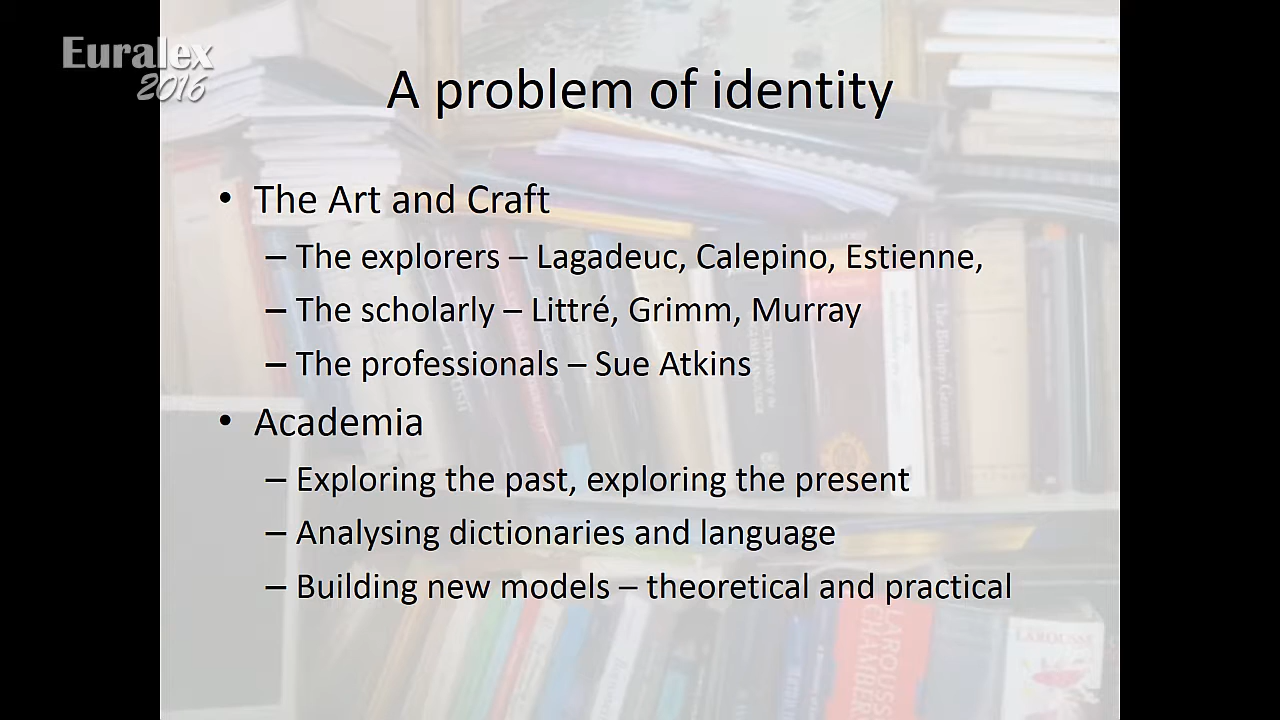 Euralex
2016
A problem of identity
• The Art and Craft
– The explorers – Lagadeuc, Calepino, Estienne,
– The scholarly – Littré, Grimm, Murray
– The professionals – Sue Atkins
• Academia
– Exploring the past, exploring the present
– Analysing dictionaries and language
– Building new models – theoretical and practical
LAROUSSE